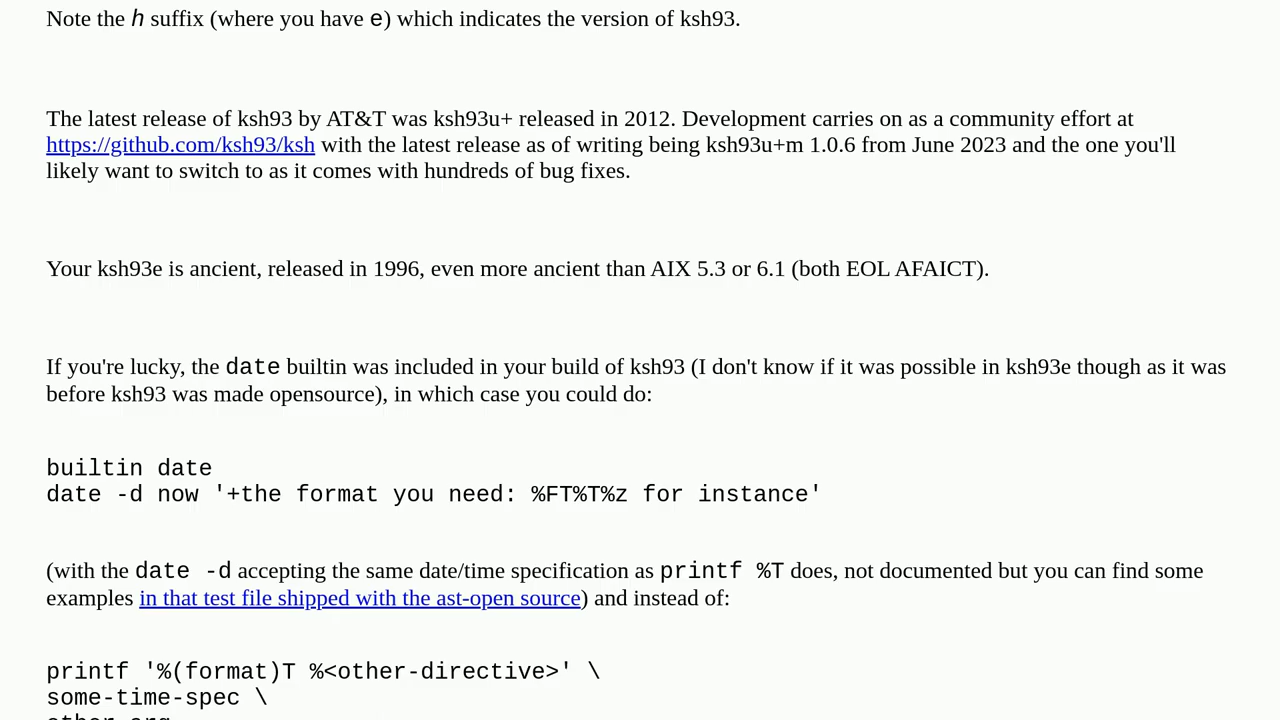 Note the h suffix (where you have e) which indicates the version of ksh93.
The latest release of ksh93 by AT&T was ksh93u+ released in 2012. Development carries on as a community effort at
https://github.com/ksh93/ksh with the latest release as of writing being ksh93u+m 1.0.6 from June 2023 and the one you'll
likely want to switch to as it comes with hundreds of bug fixes.
Your ksh93e is ancient, released in 1996, even more ancient than AIX 5.3 or 6.1 (both EOL AFAICT).
If you're lucky, the date builtin was included in your build of ksh93 (I don't know if it was possible in ksh93e though as it was
before ksh93 was made opensource), in which case you could do:
builtin date
date -d now '+the format you need: %FT%T%z for instance'
(with the date -d accepting the same date/time specification as printf %T does, not documented but you can find some
examples in that test file shipped with the ast-open source) and instead of:
printf '%(format)T %<other-directive>' \
some-time-spec \
other-arg